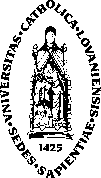 UNIVERSITAS·CATHOLICA·LOVANIENSIS·
SEDES·SAPIENTIAE·
1425